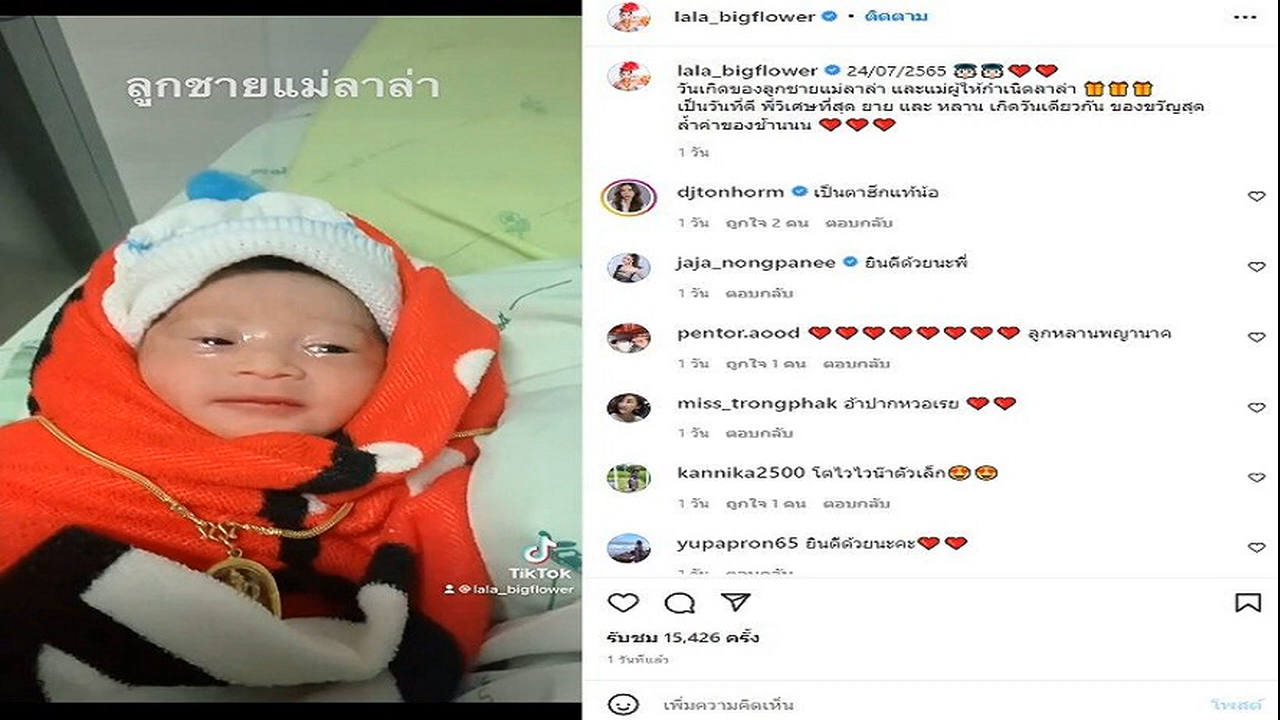 ลูกชายแม่ลาล่า
TikTok
@lala_bigflower
lala_bigflower • ติดตาม
lala_bigflower 24/07/2565
วันเกิดของลูกชายแม่ลาล่า และแม่ผู้ให้กำเนิดลาล่า
เป็นวันที่ดี พิวิเศษที่สุด ยาย และ หลาน เกิดวันเดียวกัน ของขวัญสุด
ล้ำค่าของช้านนน
1 วัน
djtonhorm เป็นตาฮักแท้น้อ
1 วัน ถูกใจ 2 คน ตอบกลับ
jaja_nongpanee ยินดีด้วยนะพี่
1 วัน ตอบกลับ
pentor.aood ลูกหลานพญานาค
1 วัน ถูกใจ 1 คน ตอบกลับ
miss_trongphak อ้าปากหวอเรย
1 วัน ตอบกลับ
kannika2500 โตไวไวน๊าตัวเล็ก
1 วัน ถูกใจ 1 คน ตอบกลับ
yupapron65 ยินดีด้วยนะคะ
1 วัน ตอบกลับ
รับชม 15,426 ครั้ง
1 วันที่แล้ว
เพิ่มความคิดเห็น
โพสต์